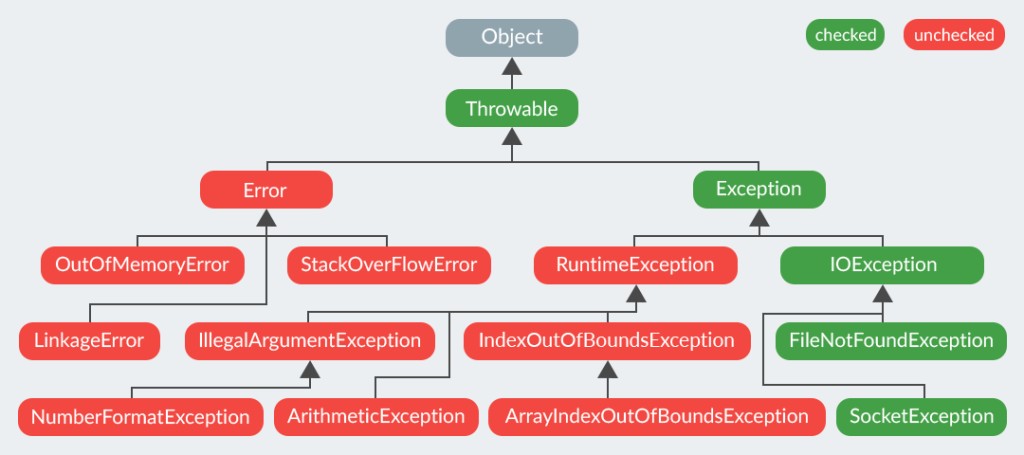 Object
checked
unchecked
Throwable
Error
Exception
OutOfMemoryError
StackOverFlowError
RuntimeException
IOException
LinkageError
IllegalArgumentException
IndexOutOfBoundsException
FileNotFoundException
NumberFormatException
ArithmeticException
ArrayIndexOutOfBoundsException
SocketException